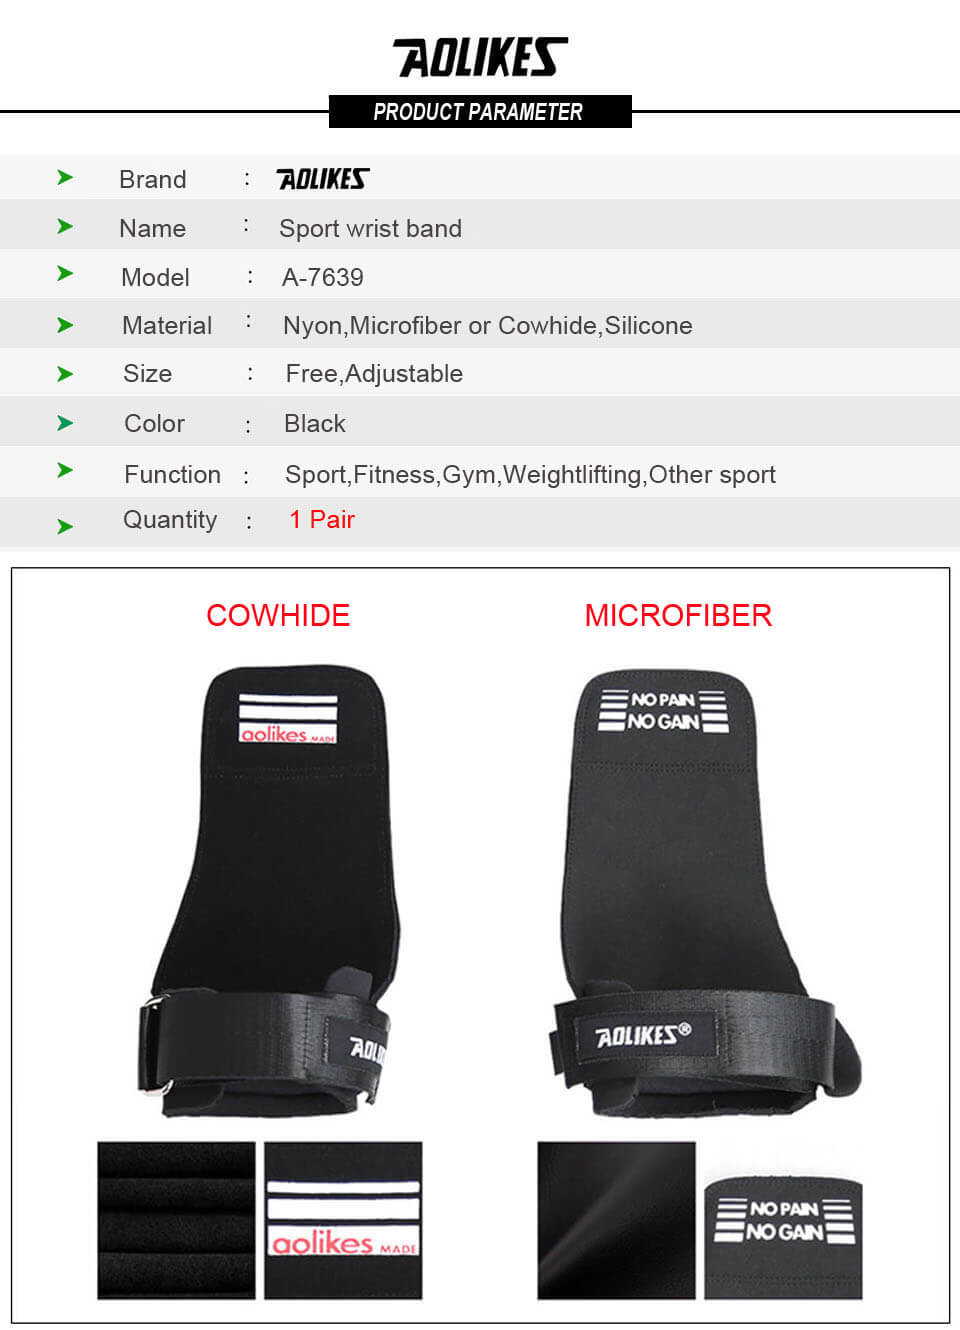 AOLIKES
PRODUCT PARAMETER
Brand : AOLIKES
Name : Sport wrist band
Model : A-7639
Material : Nyon,Microfiber or Cowhide,Silicone
Size : Free,Adjustable
Color : Black
Function : Sport,Fitness,Gym,Weightlifting,Other sport
Quantity : 1 Pair
COWHIDE
MICROFIBER
aolikes MADE
NO PAIN
NO GAIN
AOLIKES®
aolikes MADE
NO PAIN
NO GAIN